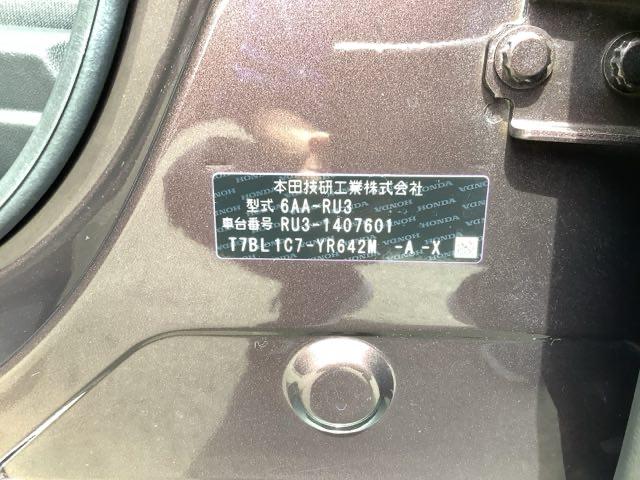 本田技研工業株式会社
型式 6AA-RU3
車台番号 RU3-1407601
T7BL 1C7-YR642M -A -X